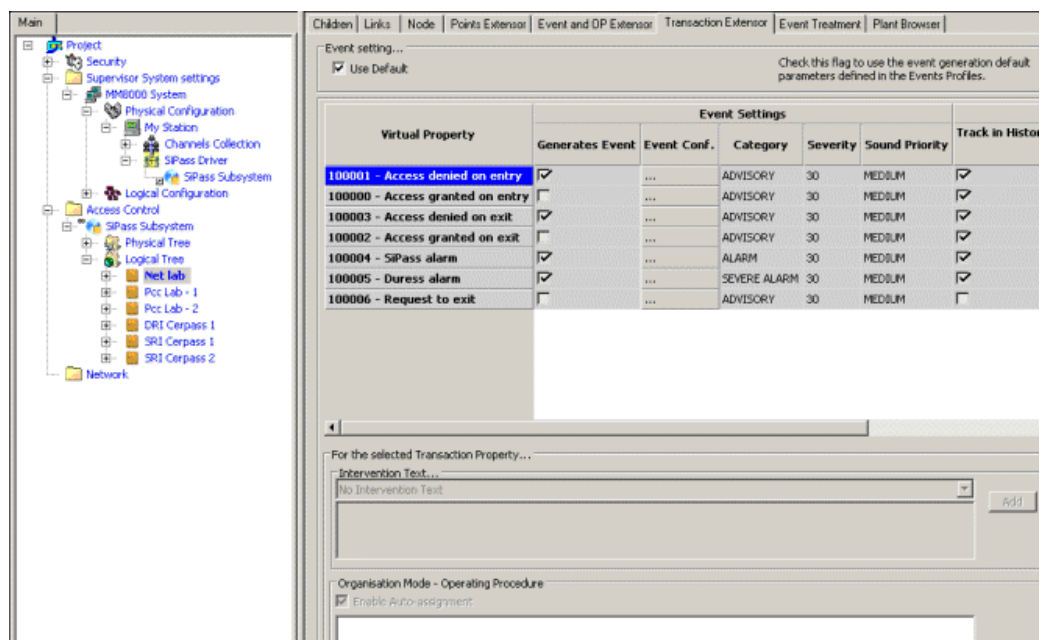 Main
Project
Security
Supervisor System settings
MM8000 System
Physical Configuration
My Station
Channels Collection
SiPass Driver
SiPass Subsystem
Logical Configuration
Access Control
SiPass Subsystem
Physical Tree
Logical Tree
Net lab
Pcc Lab - 1
Pcc Lab - 2
DRI Cerpass 1
SRI Cerpass 1
SRI Cerpass 2
Network
Children Links Node Points Extensor Event and OP Extensor Transaction Extensor Event Treatment Plant Browser
Event setting...
Use Default
Check this flag to use the event generation default
parameters defined in the Events Profiles.
Event Settings
Virtual Property Generates Event Event Conf. Category Severity Sound Priority Track in Histor
100001 - Access denied on entry ... ADVISORY 30 MEDIUM
100000 - Access granted on entry ... ADVISORY 30 MEDIUM
100003 - Access denied on exit ... ADVISORY 30 MEDIUM
100002 - Access granted on exit ... ADVISORY 30 MEDIUM
100004 - SiPass alarm ... ALARM 30 MEDIUM
100005 - Duress alarm ... SEVERE ALARM 30 MEDIUM
100006 - Request to exit ... ADVISORY 30 MEDIUM
For the selected Transaction Property...
Intervention Text...
No Intervention Text
Add
Organisation Mode - Operating Procedure
Enable Auto-assignment